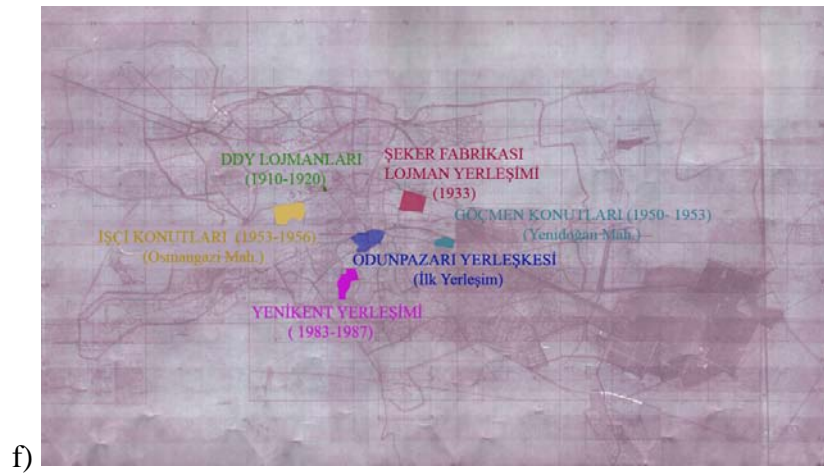 DDY LOJMANLARI
(1910-1920)
ŞEKER FABRİKASI
LOJMAN YERLEŞİMİ
(1933)
GÖÇMEN KONUTLARI (1950- 1953)
(Yenidoğan Mah.)
İŞÇİ KONUTLARI (1953-1956)
(Osmangazi Mah.)
ODUNPAZARI YERLEŞKESİ
(İlk Yerleşim)
YENİKENT YERLEŞİMİ
( 1983-1987)
f)